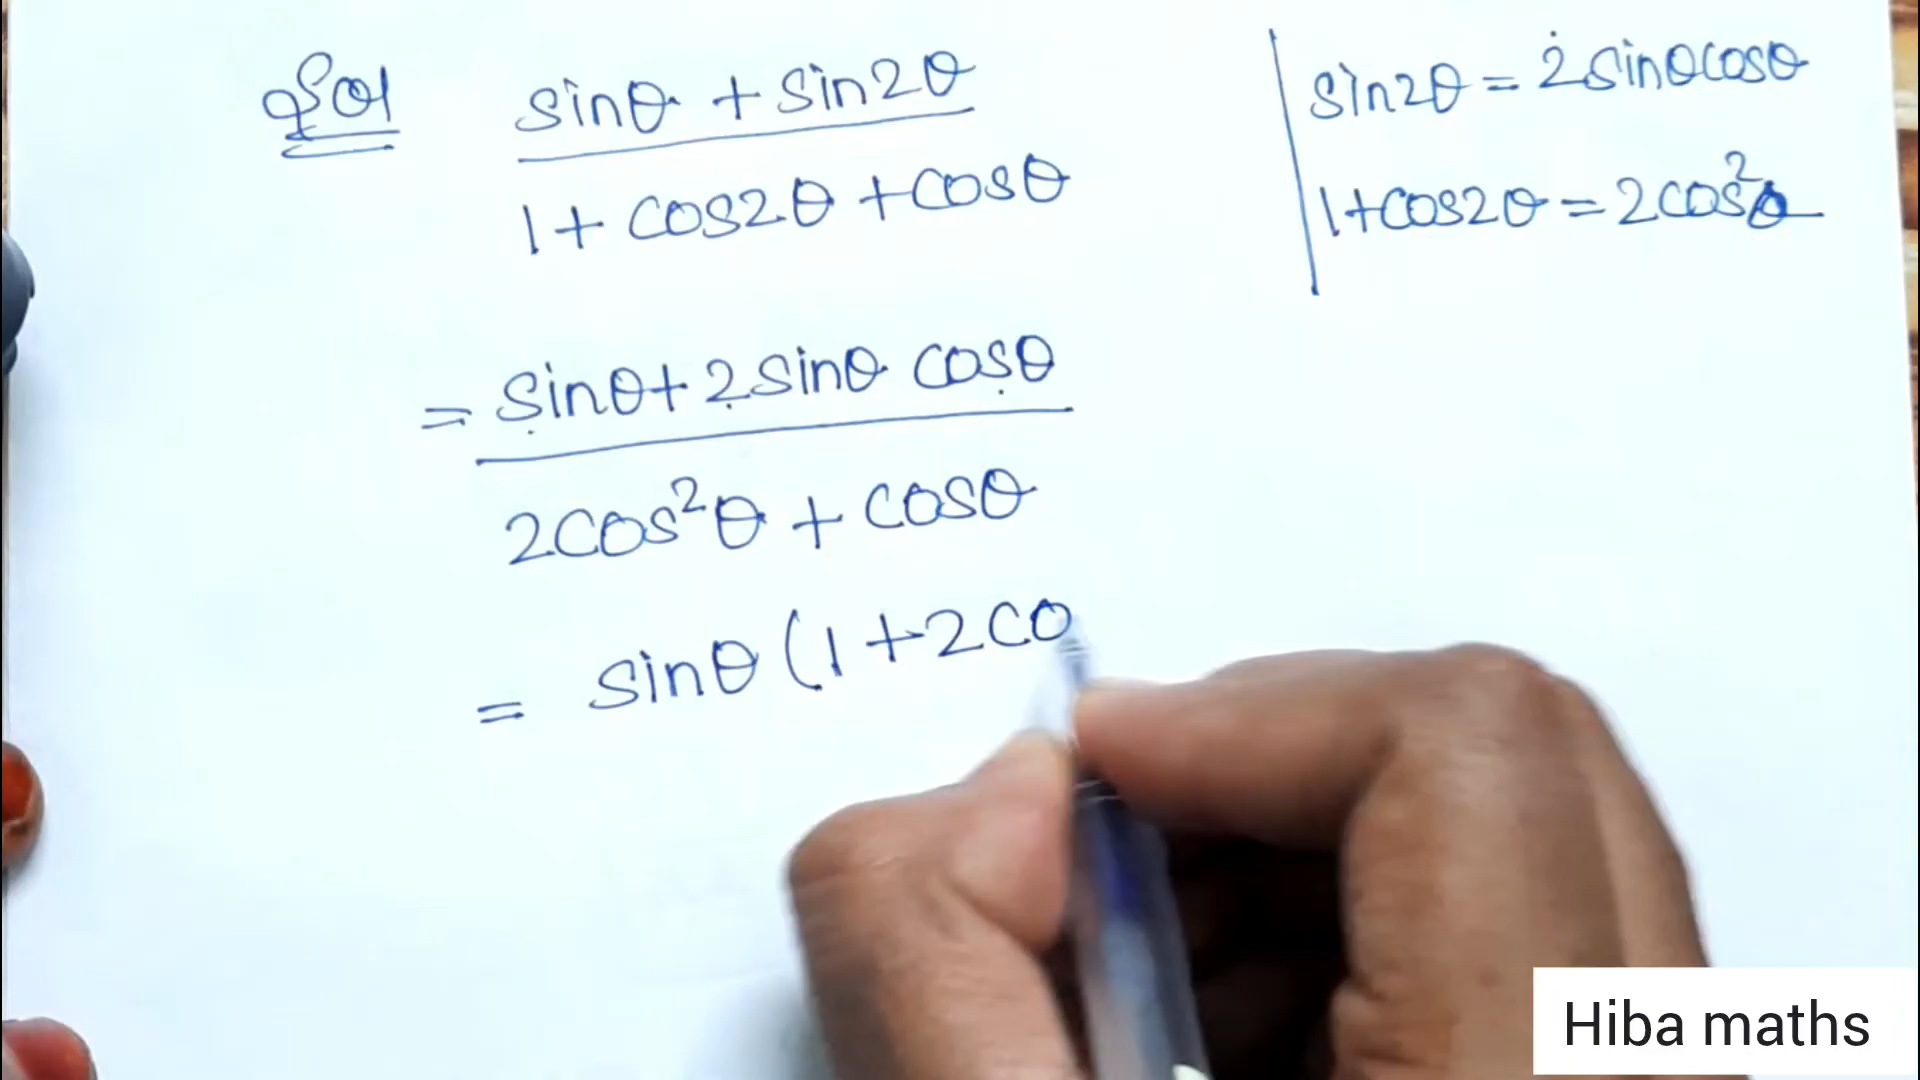 Sol
sinθ + sin2θ
1 + cos2θ + cosθ
sin2θ = 2sinθcosθ
1+cos2θ = 2cos²θ
= sinθ + 2sinθ cosθ
2cos²θ + cosθ
= sinθ (1 + 2co
Hiba maths